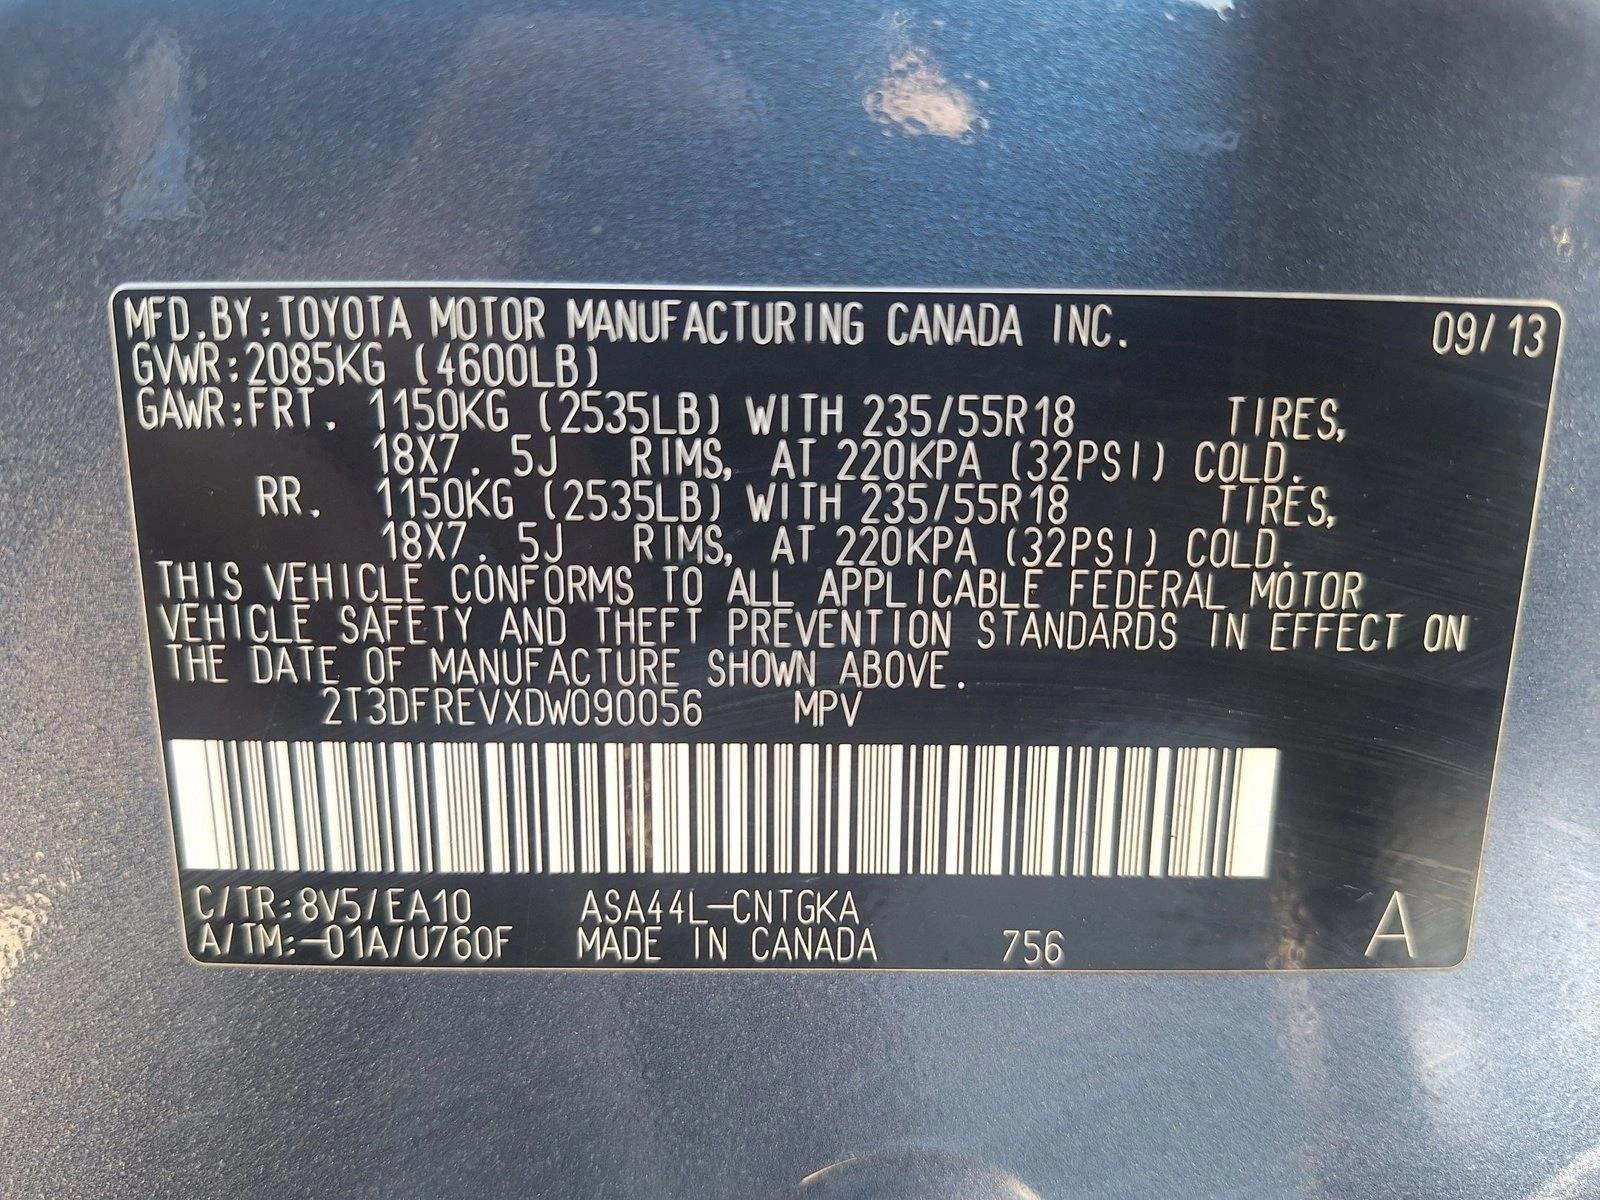 MFD.BY:TOYOTA MOTOR MANUFACTURING CANADA INC. 09/13
GVWR:2085KG (4600LB)
GAWR:FRT. 1150KG (2535LB) WITH 235/55R18 TIRES,
18X7.5J RIMS, AT 220KPA (32PSI) COLD.
RR. 1150KG (2535LB) WITH 235/55R18 TIRES,
18X7.5J RIMS, AT 220KPA (32PSI) COLD.
THIS VEHICLE CONFORMS TO ALL APPLICABLE FEDERAL MOTOR
VEHICLE SAFETY AND THEFT PREVENTION STANDARDS IN EFFECT ON
THE DATE OF MANUFACTURE SHOWN ABOVE.
2T3DFREVXDW090056 MPV
C/TR:8V5/EA10 ASA44L-CNTGKA
A/TM:-01A/U760F MADE IN CANADA 756 A